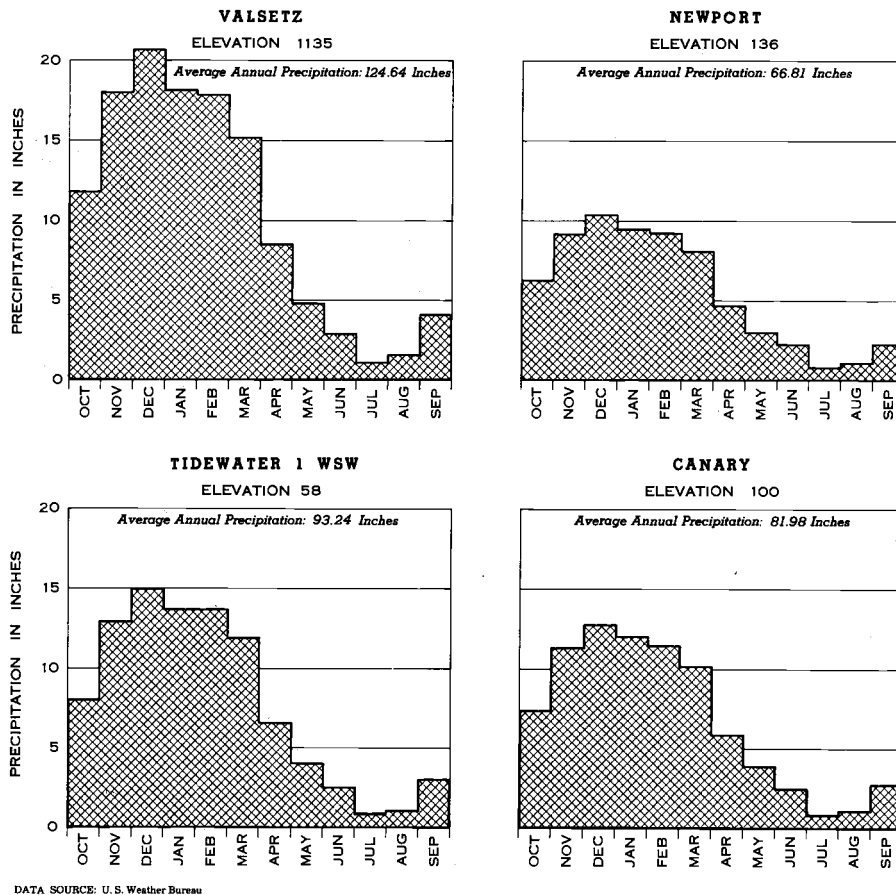 VALSETZ
ELEVATION 1135
Average Annual Precipitation: 124.64 Inches
PRECIPITATION IN INCHES
20
15
10
5
0
OCT NOV DEC JAN FEB MAR APR MAY JUN JUL AUG SEP
NEWPORT
ELEVATION 136
Average Annual Precipitation: 66.81 Inches
OCT NOV DEC JAN FEB MAR APR MAY JUN JUL AUG SEP
TIDEWATER 1 WSW
ELEVATION 58
Average Annual Precipitation: 93.24 Inches
PRECIPITATION IN INCHES
20
15
10
5
0
OCT NOV DEC JAN FEB MAR APR MAY JUN JUL AUG SEP
CANARY
ELEVATION 100
Average Annual Precipitation: 81.98 Inches
OCT NOV DEC JAN FEB MAR APR MAY JUN JUL AUG SEP
DATA SOURCE: U. S. Weather Bureau